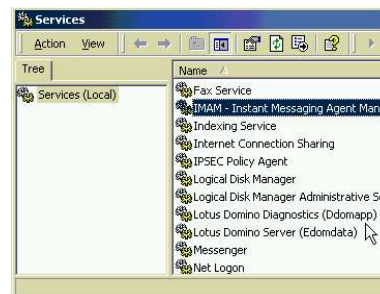 Services
Action View
Tree
Name
Services (Local)
Fax Service
IMAM - Instant Messaging Agent Man
Indexing Service
Internet Connection Sharing
IPSEC Policy Agent
Logical Disk Manager
Logical Disk Manager Administrative S
Lotus Domino Diagnostics (Ddomapp)
Lotus Domino Server (Edomdata)
Messenger
Net Logon